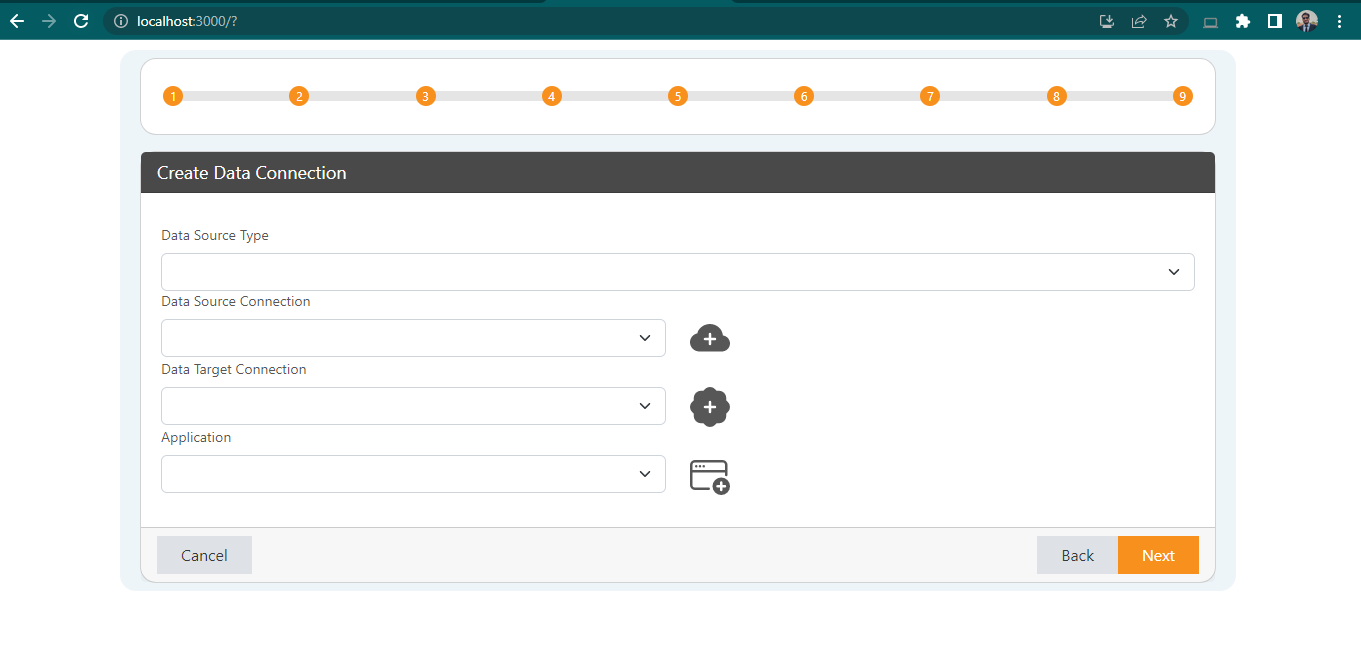 localhost:3000/?
1 2 3 4 5 6 7 8 9
Create Data Connection
Data Source Type
Data Source Connection
Data Target Connection
Application
Cancel Back Next